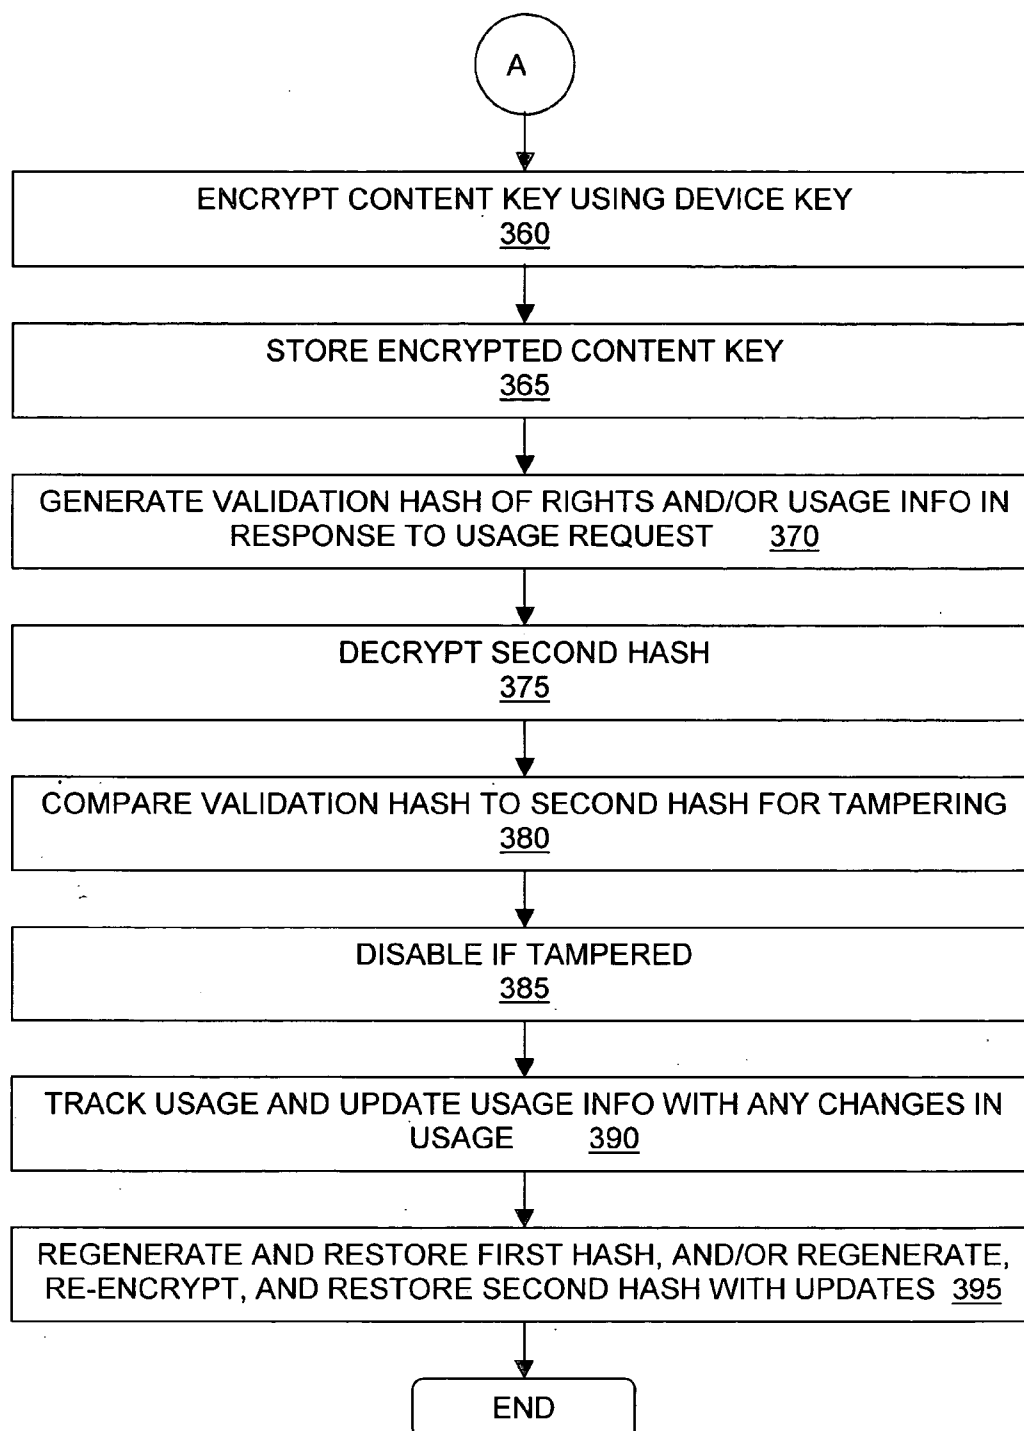 A
ENCRYPT CONTENT KEY USING DEVICE KEY
360
STORE ENCRYPTED CONTENT KEY
365
GENERATE VALIDATION HASH OF RIGHTS AND/OR USAGE INFO IN
RESPONSE TO USAGE REQUEST 370
DECRYPT SECOND HASH
375
COMPARE VALIDATION HASH TO SECOND HASH FOR TAMPERING
380
DISABLE IF TAMPERED
385
TRACK USAGE AND UPDATE USAGE INFO WITH ANY CHANGES IN
USAGE 390
REGENERATE AND RESTORE FIRST HASH, AND/OR REGENERATE,
RE-ENCRYPT, AND RESTORE SECOND HASH WITH UPDATES 395
END